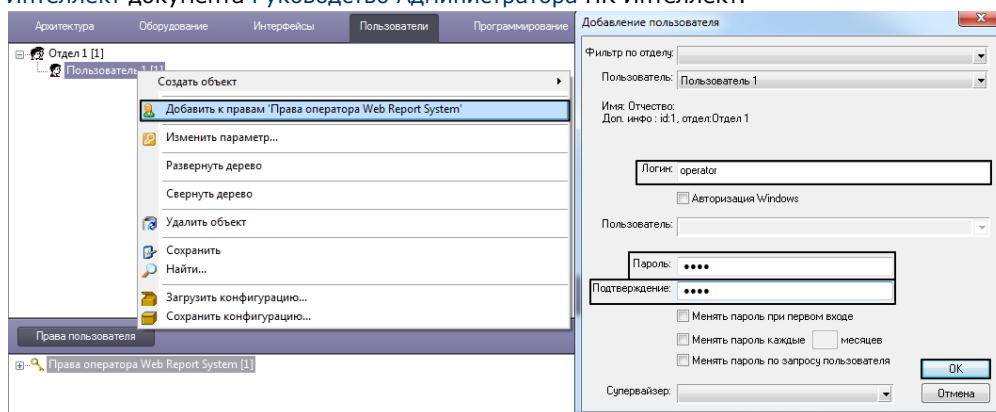 Интеллект документа Руководство Администратора ПК Интеллект.
Архитектура Оборудование Интерфейсы Пользователи Программирование
Отдел 1 [1]
Пользователь 1 [1]
Создать объект
Добавить к правам 'Права оператора Web Report System'
Изменить параметр...
Развернуть дерево
Свернуть дерево
Удалить объект
Сохранить
Найти...
Загрузить конфигурацию...
Сохранить конфигурацию...
Права пользователя
Права оператора Web Report System [1]
Добавление пользователя
Фильтр по отделу:
Пользователь: Пользователь 1
Имя: Отчество:
Доп. инфо : id:1, отдел:Отдел 1
Логин: operator
Авторизация Windows
Пользователь:
Пароль: ••••
Подтверждение: ••••
Менять пароль при первом входе
Менять пароль каждые месяцев
Менять пароль по запросу пользователя
OK
Супервайзер: Отмена